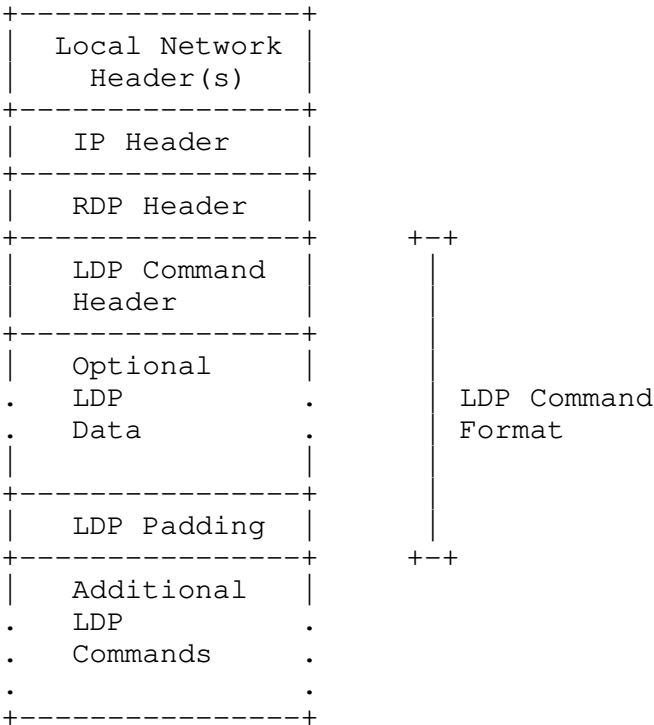 Local Network
Header(s)
IP Header
RDP Header
LDP Command
Header
Optional
LDP
Data
LDP Command
Format
LDP Padding
Additional
LDP
Commands